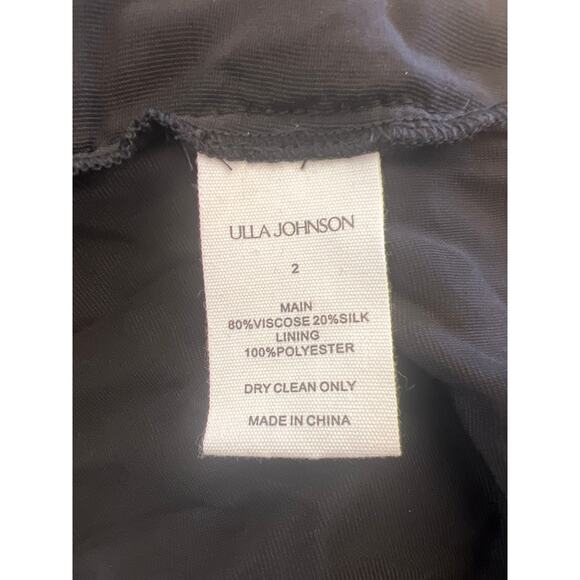 ULLA JOHNSON
2
MAIN
80%VISCOSE 20%SILK
LINING
100%POLYESTER
DRY CLEAN ONLY
MADE IN CHINA